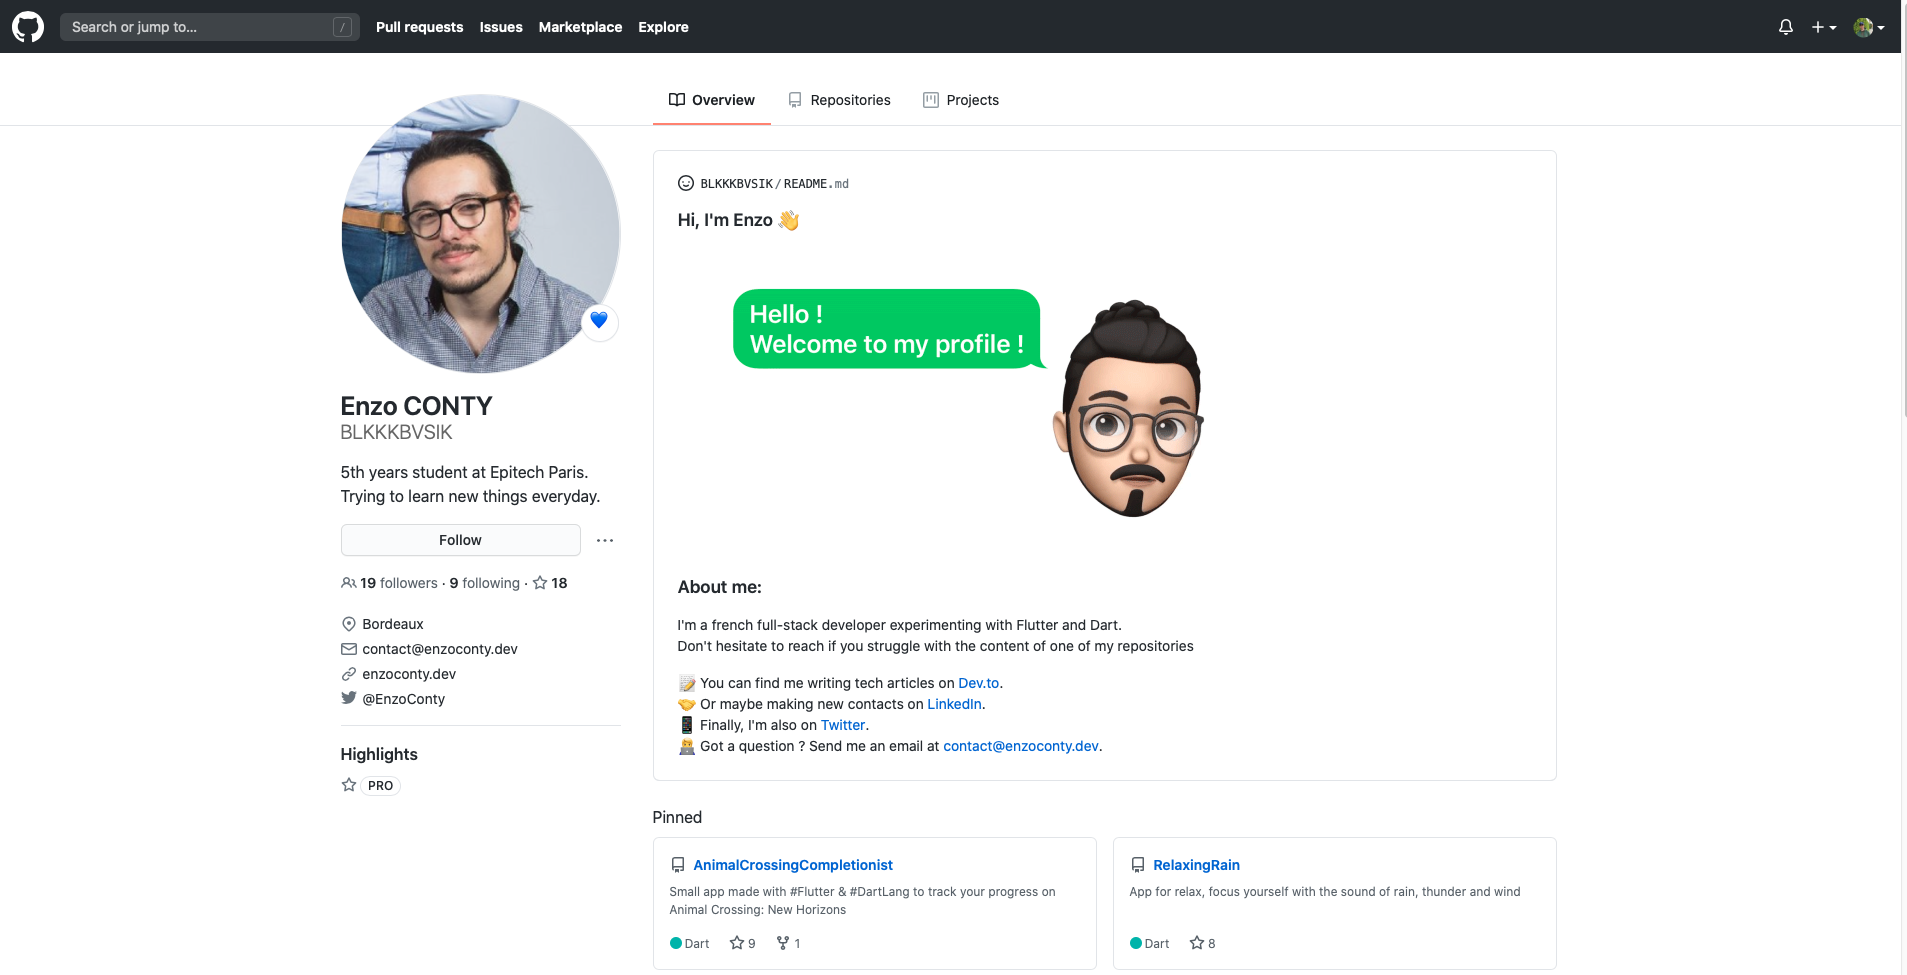 Search or jump to...
/
Pull requests
Issues
Marketplace
Explore
Overview
Repositories
Projects
Enzo CONTY
BLKKKBVSIK
5th years student at Epitech Paris.
Trying to learn new things everyday.
Follow
19 followers · 9 following · 18
Bordeaux
contact@enzoconty.dev
enzoconty.dev
@EnzoConty
Highlights
PRO
BLKKKBVSIK/README.md
Hi, I'm Enzo 👋
Hello !
Welcome to my profile !
About me:
I'm a french full-stack developer experimenting with Flutter and Dart.
Don't hesitate to reach if you struggle with the content of one of my repositories
📝 You can find me writing tech articles on Dev.to.
🤝 Or maybe making new contacts on LinkedIn.
📱 Finally, I'm also on Twitter.
👨‍💻 Got a question ? Send me an email at contact@enzoconty.dev.
Pinned
AnimalCrossingCompletionist
Small app made with #Flutter & #DartLang to track your progress on
Animal Crossing: New Horizons
Dart 9 1
RelaxingRain
App for relax, focus yourself with the sound of rain, thunder and wind
Dart 8